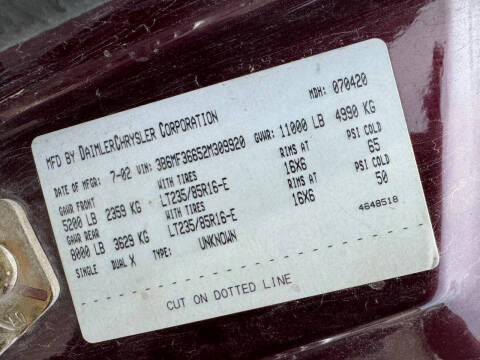 MFD BY DAIMLERCHRYSLER CORPORATION MDH: 070420
DATE OF MFGR: 7-02 VIN: 3B6MF36652M309920 GVWR: 11000 LB 4990 KG
GAWR FRONT WITH TIRES RIMS AT PSI COLD
5200 LB 2359 KG LT235/85R16-E 16X6 65
GAWR REAR WITH TIRES RIMS AT PSI COLD
8000 LB 3629 KG LT235/85R16-E 16X6 50
SINGLE DUAL X TYPE: UNKNOWN 4648518
CUT ON DOTTED LINE